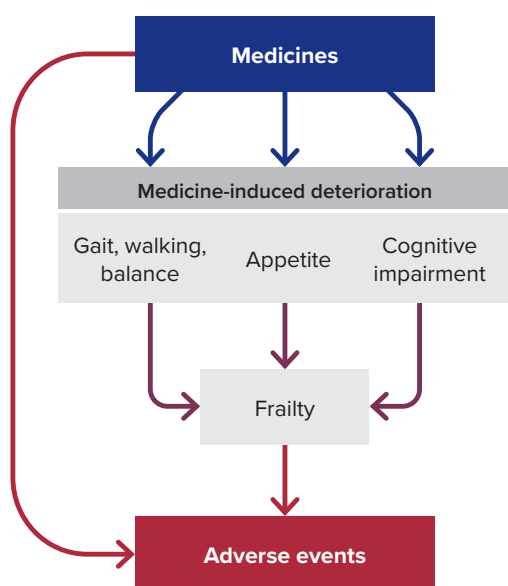 Medicines
Medicine-induced deterioration
Gait, walking,
balance
Appetite
Cognitive
impairment
Frailty
Adverse events